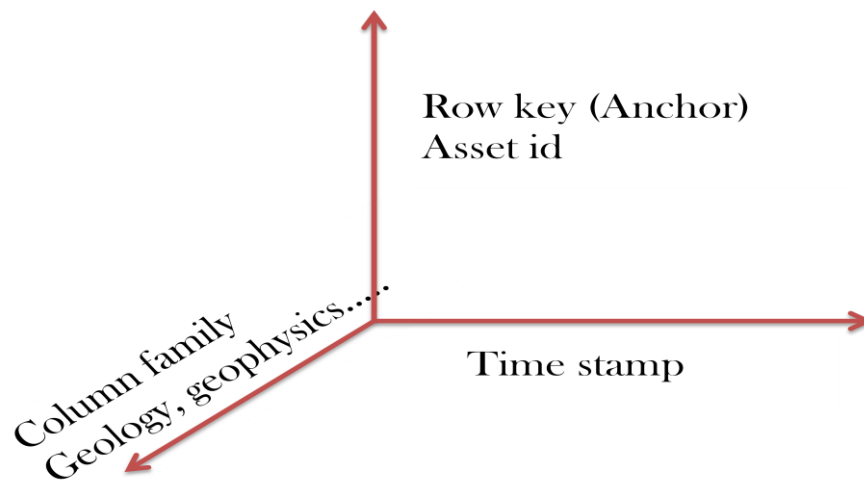 Row key (Anchor)
Asset id
Column family
Geology, geophysics.....
Time stamp